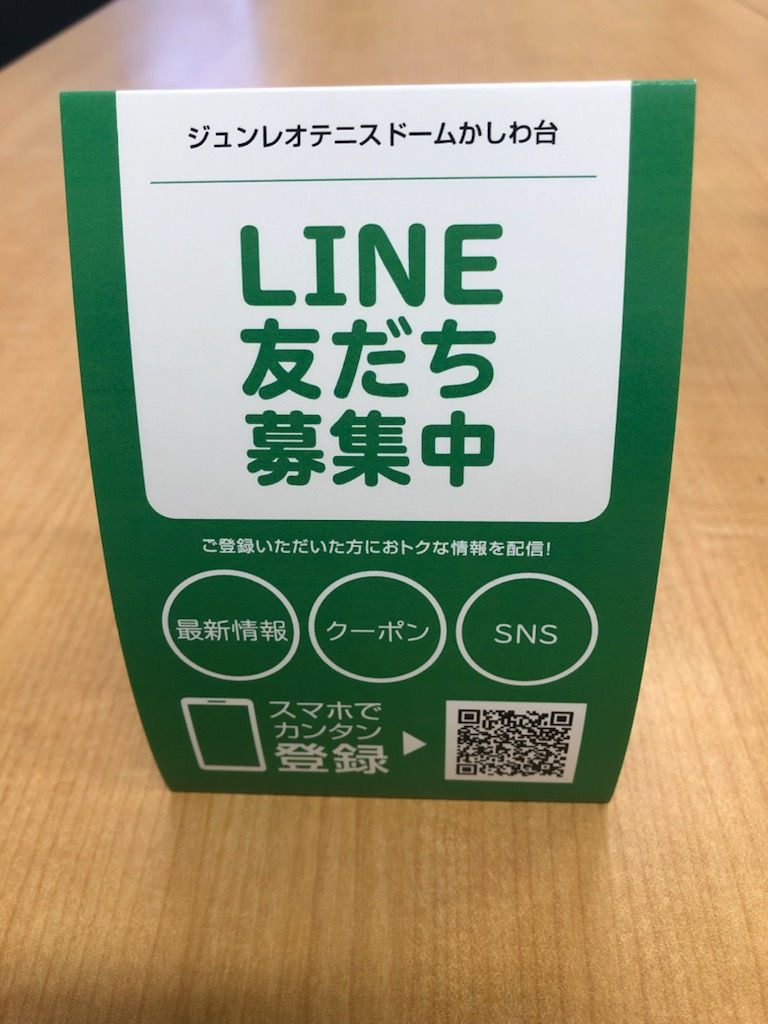 ジュンレオテニスドームかしわ台
LINE
友だち
募集中
ご登録いただいた方におトクな情報を配信!
最新情報
クーポン
SNS
スマホで
カンタン
登録